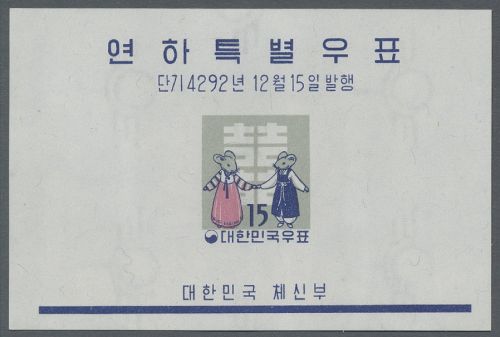 연하특별우표
단기4292년 12월15일발행
囍
15
대한민국우표
대한민국 체신부